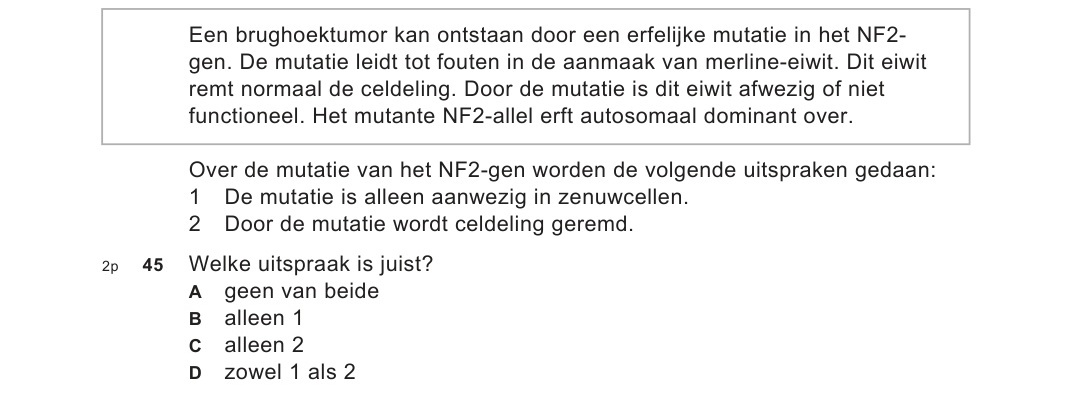 Een brughoektumor kan ontstaan door een erfelijke mutatie in het NF2-
gen. De mutatie leidt tot fouten in de aanmaak van merline-eiwit. Dit eiwit
remt normaal de celdeling. Door de mutatie is dit eiwit afwezig of niet
functioneel. Het mutante NF2-allel erft autosomaal dominant over.
Over de mutatie van het NF2-gen worden de volgende uitspraken gedaan:
1 De mutatie is alleen aanwezig in zenuwcellen.
2 Door de mutatie wordt celdeling geremd.
2p 45 Welke uitspraak is juist?
A geen van beide
B alleen 1
C alleen 2
D zowel 1 als 2